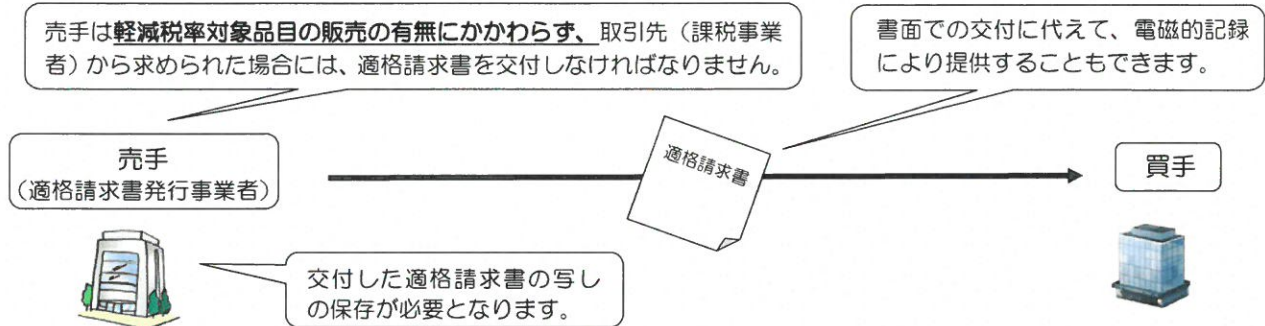 売手は軽減税率対象品目の販売の有無にかかわらず、取引先（課税事業
者）から求められた場合には、適格請求書を交付しなければなりません。
書面での交付に代えて、電磁的記録
により提供することもできます。
売手
（適格請求書発行事業者）
適格請求書
買手
交付した適格請求書の写し
の保存が必要となります。